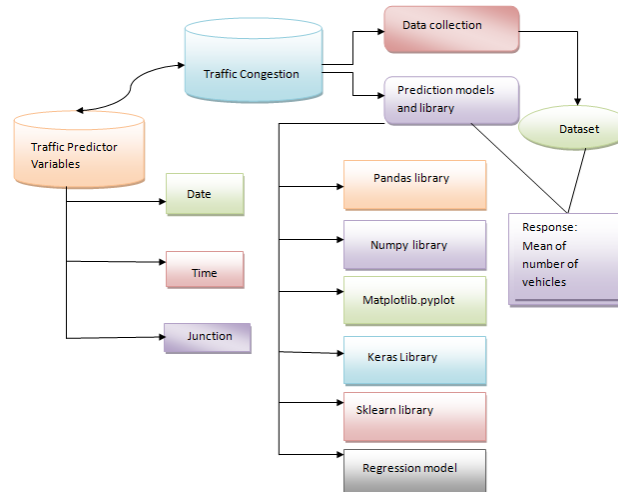 Data collection
Traffic Congestion
Prediction models
and library
Dataset
Traffic Predictor
Variables
Date
Time
Junction
Pandas library
Numpy library
Matplotlib.pyplot
Keras Library
Sklearn library
Regression model
Response:
Mean of
number of
vehicles